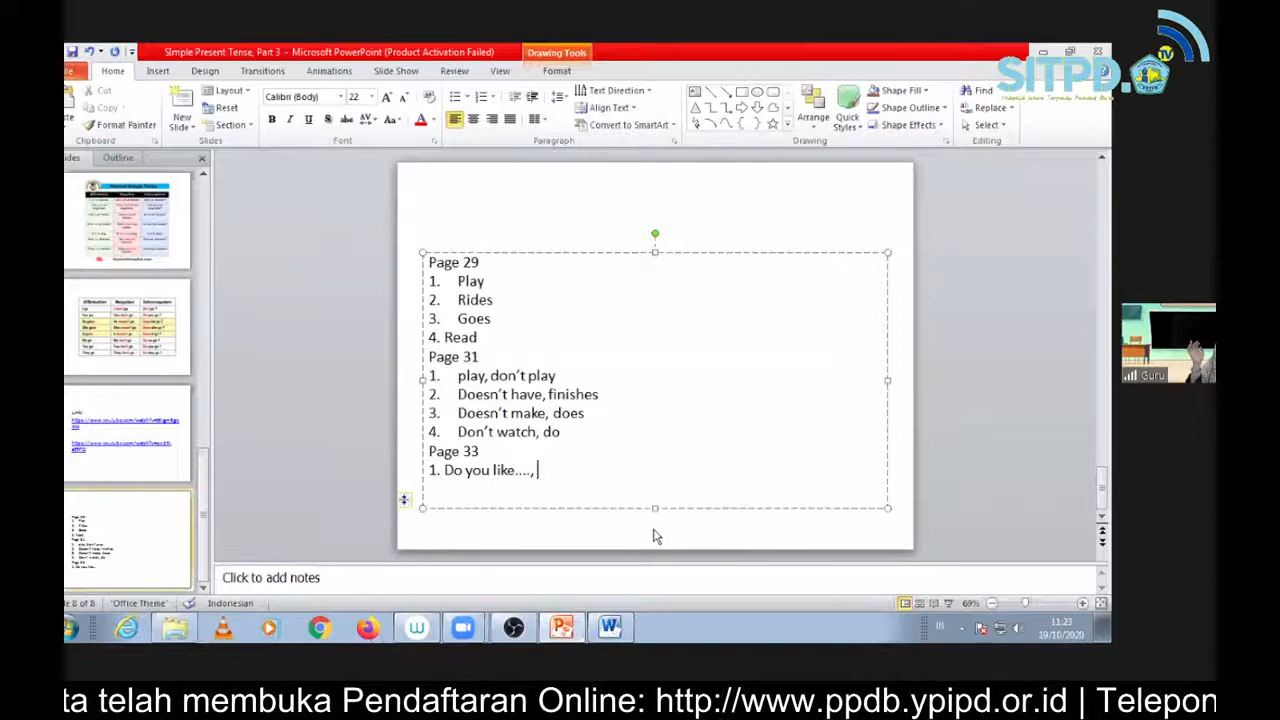 SImple Present Tense, Part 3 - Microsoft PowerPoint (Product Activation Failed)
Drawing Tools
SITPD.
TV
Home Insert Design Transitions Animations Slide Show Review View Format
Cut
Copy
Format Painter
Clipboard
New
Slide
Layout
Reset
Section
Slides
Calibri (Body) 22
Font
Text Direction
Align Text
Convert to SmartArt
Paragraph
Arrange
Quick
Styles
Shape Fill
Shape Outline
Shape Effects
Drawing
Find
Replace
Select
Editing
Outline
Page 29
1. Play
2. Rides
3. Goes
4. Read
Page 31
1. play, don't play
2. Doesn't have, finishes
3. Doesn't make, does
4. Don't watch, do
Page 33
1. Do you like....,
Guru
Click to add notes
8 of 8 "Office Theme" Indonesian 69%
IN
11:23
19/10/2020
ta telah membuka Pendaftaran Online: http://www.ppdb.ypipd.or.id | Telepon